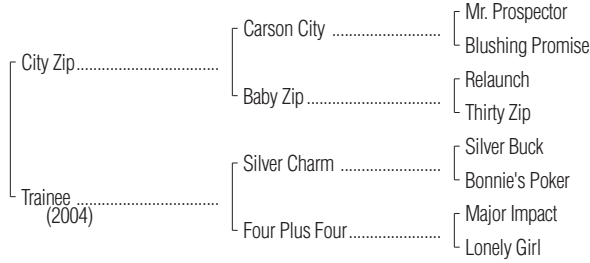 Mr. Prospector
Carson City ........................
Blushing Promise
City Zip................................
Relaunch
Baby Zip..............................
Thirty Zip
Silver Buck
Silver Charm ......................
Bonnie's Poker
Trainee ................................
(2004)
Major Impact
Four Plus Four....................
Lonely Girl